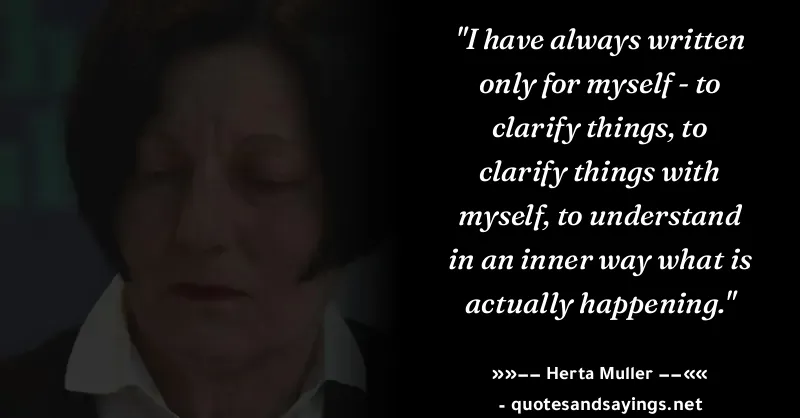 "I have always written
only for myself - to
clarify things, to
clarify things with
myself, to understand
in an inner way what is
actually happening."
»»–– Herta Muller ––««
- quotesandsayings.net